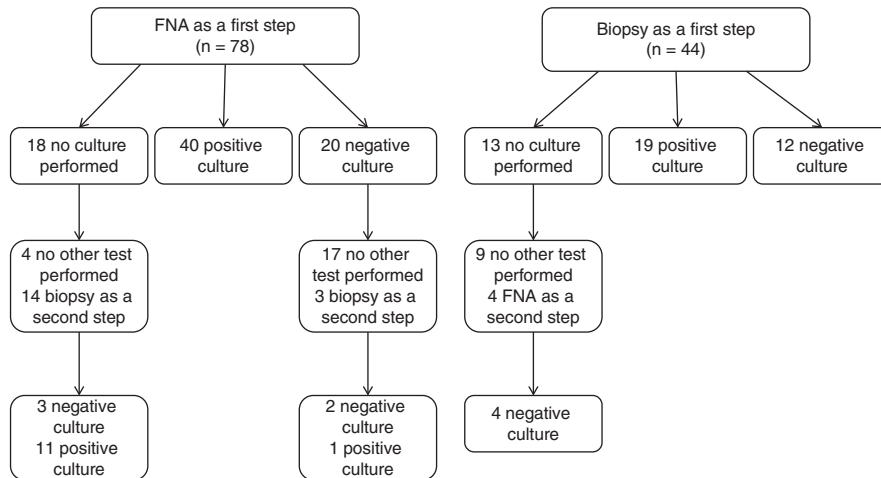 FNA as a first step
(n = 78)
Biopsy as a first step
(n = 44)
18 no culture
performed
40 positive
culture
20 negative
culture
13 no culture
performed
19 positive
culture
12 negative
culture
4 no other test
performed
14 biopsy as a
second step
17 no other
test performed
3 biopsy as a
second step
9 no other test
performed
4 FNA as a
second step
3 negative
culture
11 positive
culture
2 negative
culture
1 positive
culture
4 negative
culture